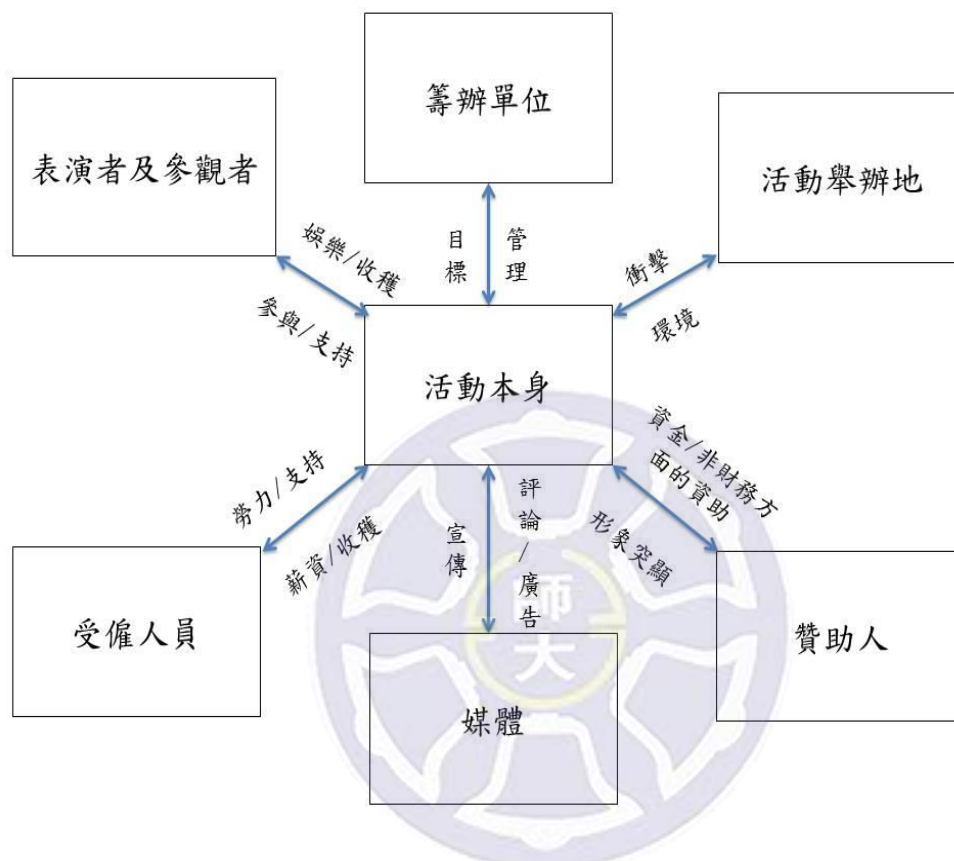 籌辦單位
表演者及參觀者
活動舉辦地
娛樂/收穫
參與/支持
目標
管理
衝擊
環境
活動本身
勞力/支持
薪資/收穫
宣傳
評論/廣告
資金/非財務方
面的資助
形象突顯
受僱人員
媒體
贊助人
師大